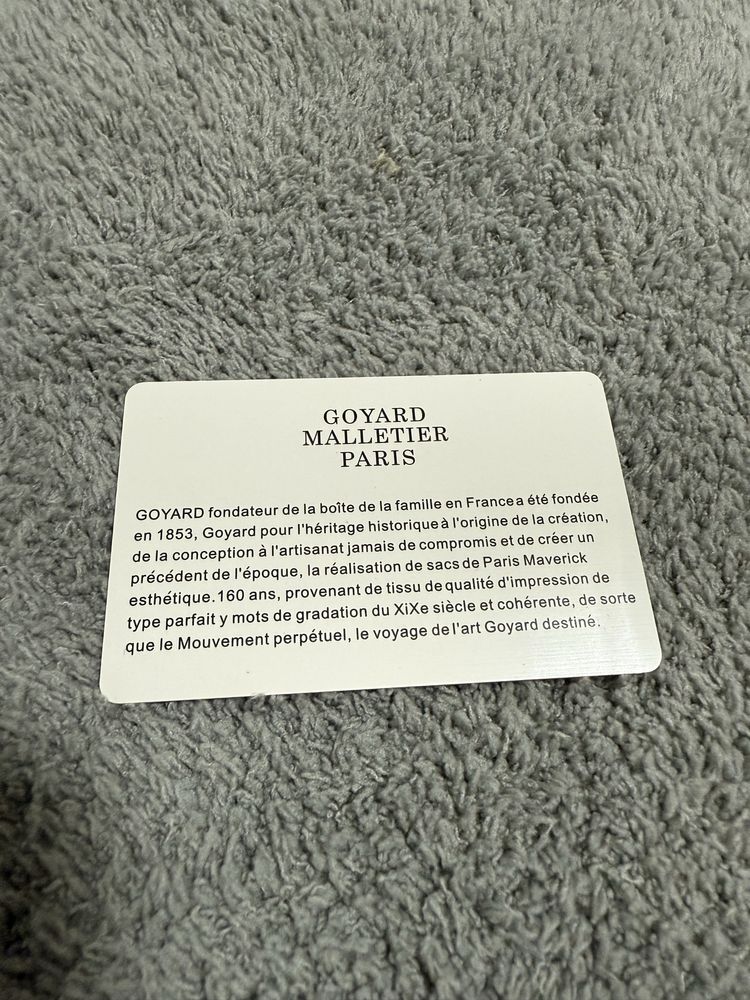 GOYARD
MALLETIER
PARIS
GOYARD fondateur de la boîte de la famille en Francea été fondée
en 1853, Goyard pour l'héritage historique à l'origine de la création,
de la conception à l'artisanat jamais de compromis et de créer un
précédent de l'époque, la réalisation de sacs de Paris Maverick
esthétique.160 ans, provenant de tissu de qualité d'impression de
type parfait y mots de gradation du XiXe siècle et cohérente, de sorte
que le Mouvement perpétuel, le voyage de l'art Goyard destiné.